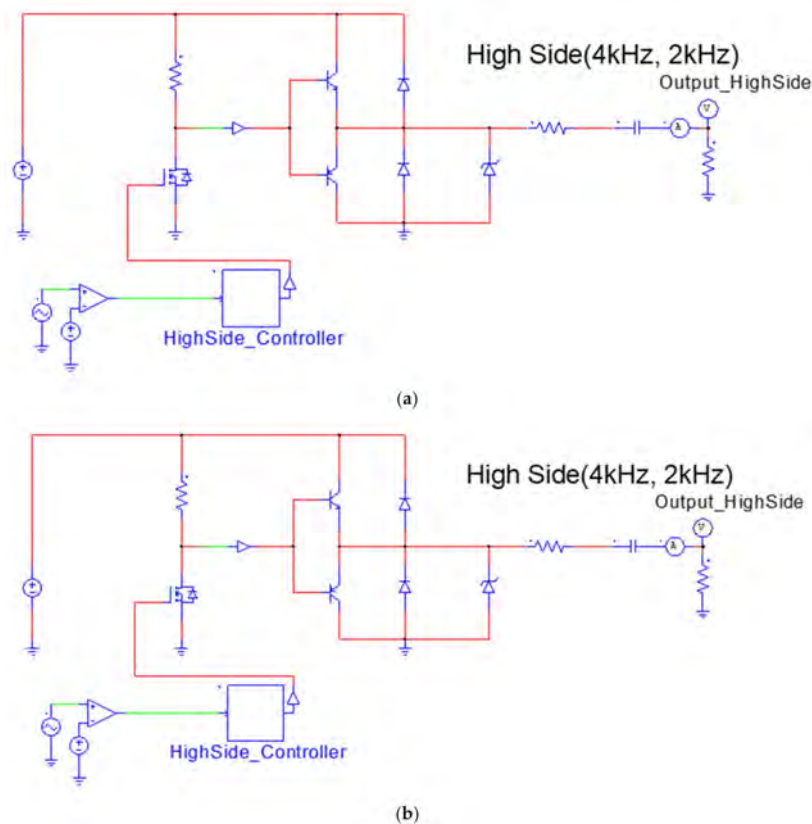 High Side(4kHz, 2kHz)
Output_HighSide
V
A
HighSide_Controller
(a)
High Side(4kHz, 2kHz)
Output_HighSide
V
A
HighSide_Controller
(b)